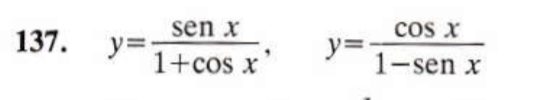 137. y = sen x / 1+cos x, y = cos x / 1−sen x